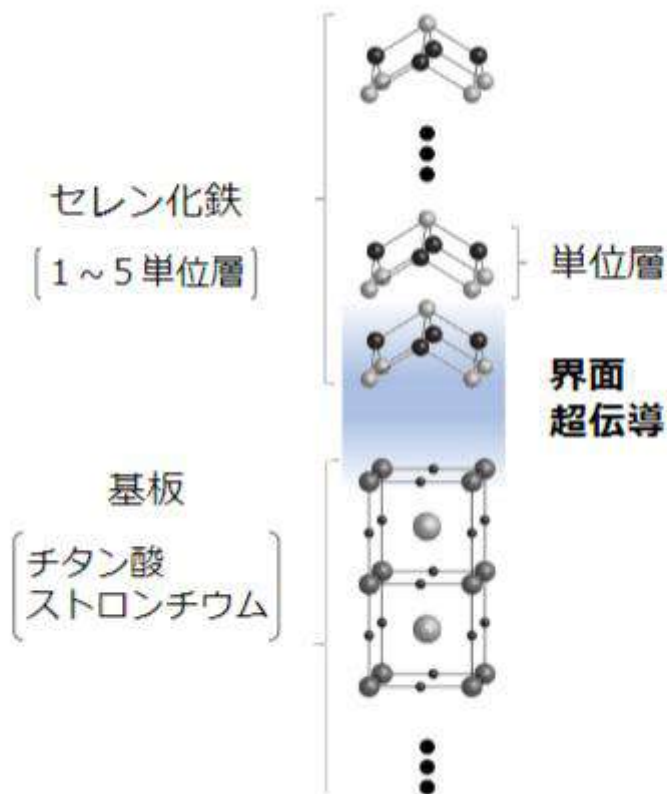 セレン化鉄
[1～5単位層]
単位層
界面
超伝導
基板
[チタン酸
ストロンチウム]